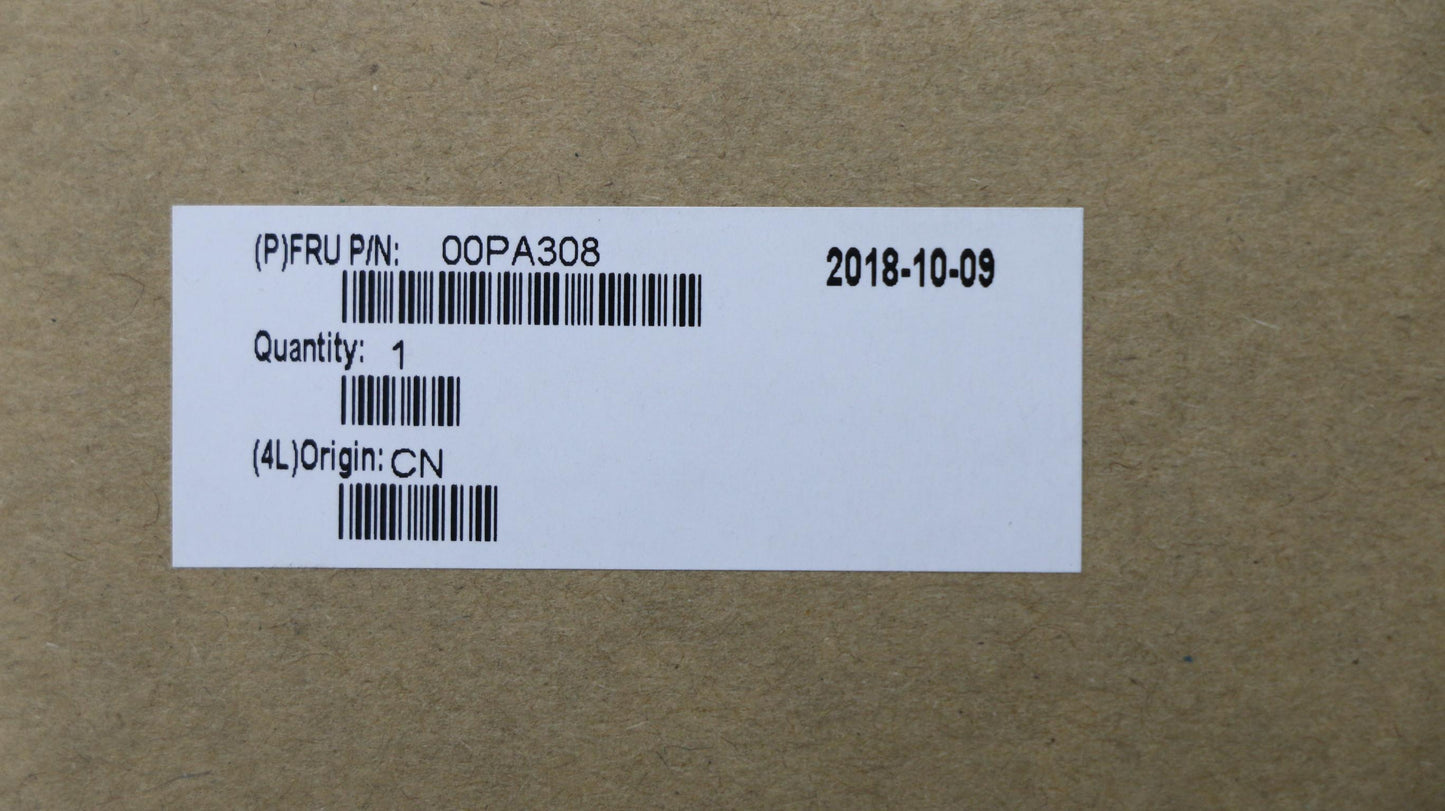 (P)FRU P/N: 00PA308
2018-10-09
Quantity: 1
(4L)Origin: CN